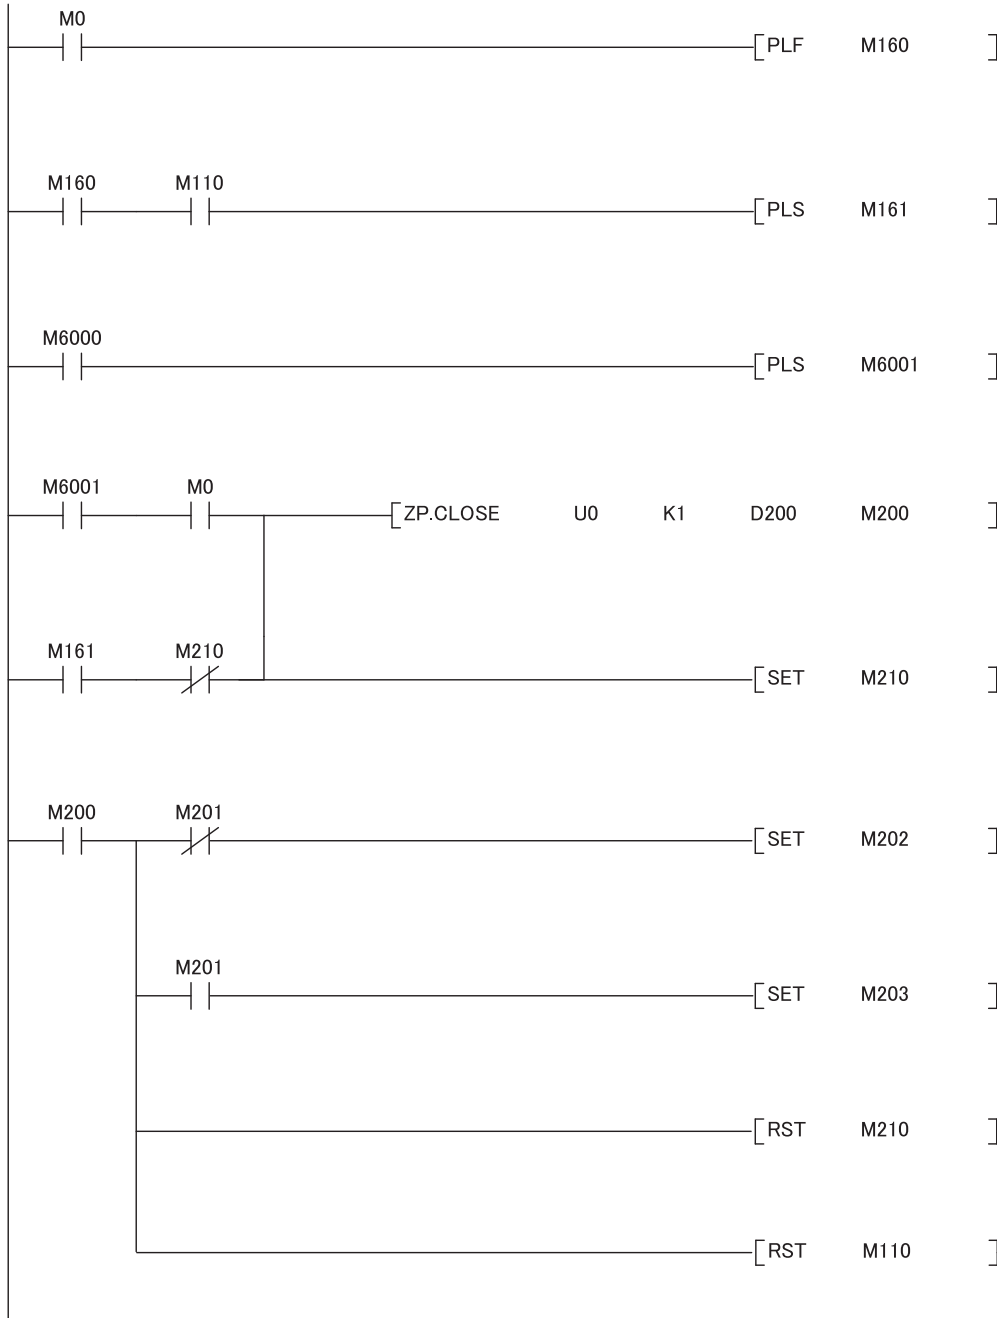 M0
[PLF M160 ]
M160 M110
[PLS M161 ]
M6000
[PLS M6001 ]
M6001 M0
[ZP.CLOSE U0 K1 D200 M200 ]
M161 M210
[SET M210 ]
M200 M201
[SET M202 ]
M201
[SET M203 ]
[RST M210 ]
[RST M110 ]